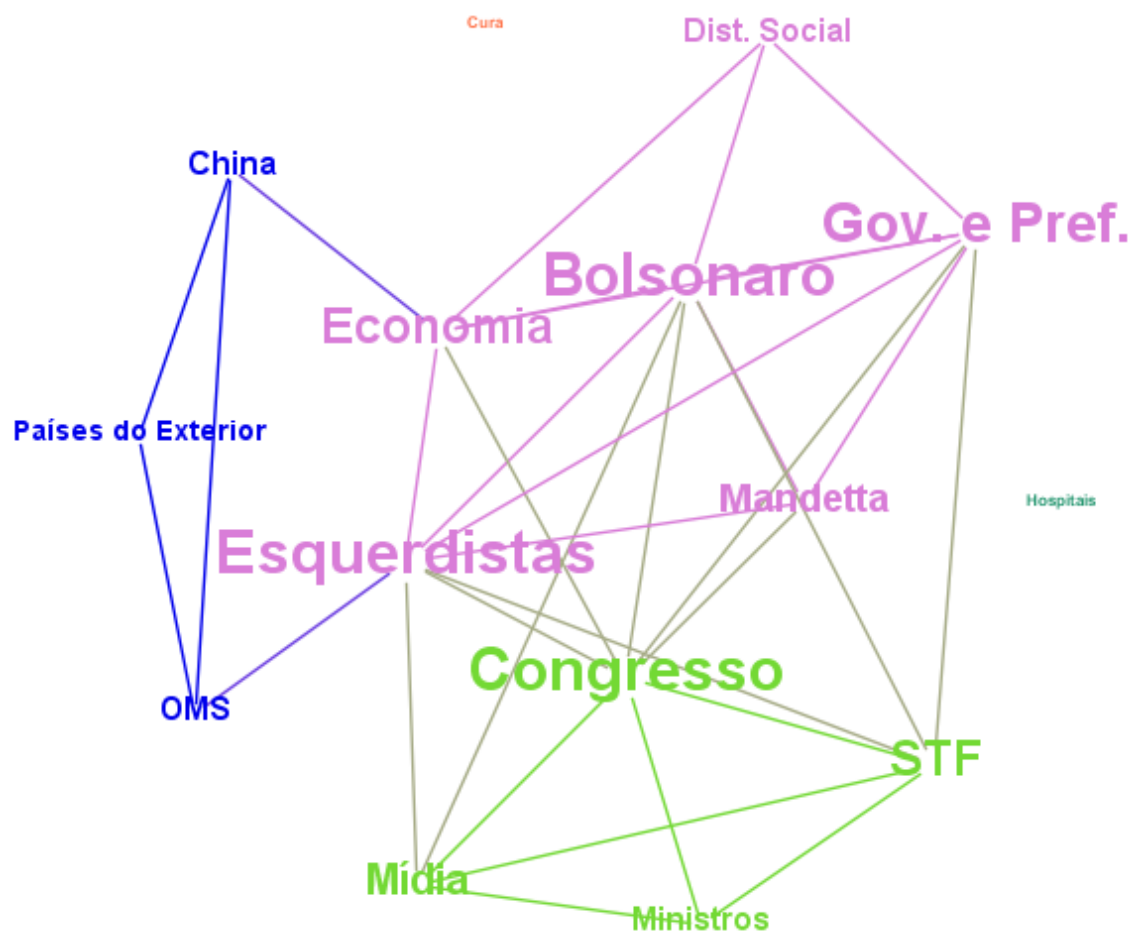 Cura
Dist. Social
China
Gov. e Pref.
Bolsonaro
Economia
Países do Exterior
Mandetta
Hospitais
Esquerdistas
Congresso
OMS
STF
Mídia
Ministros